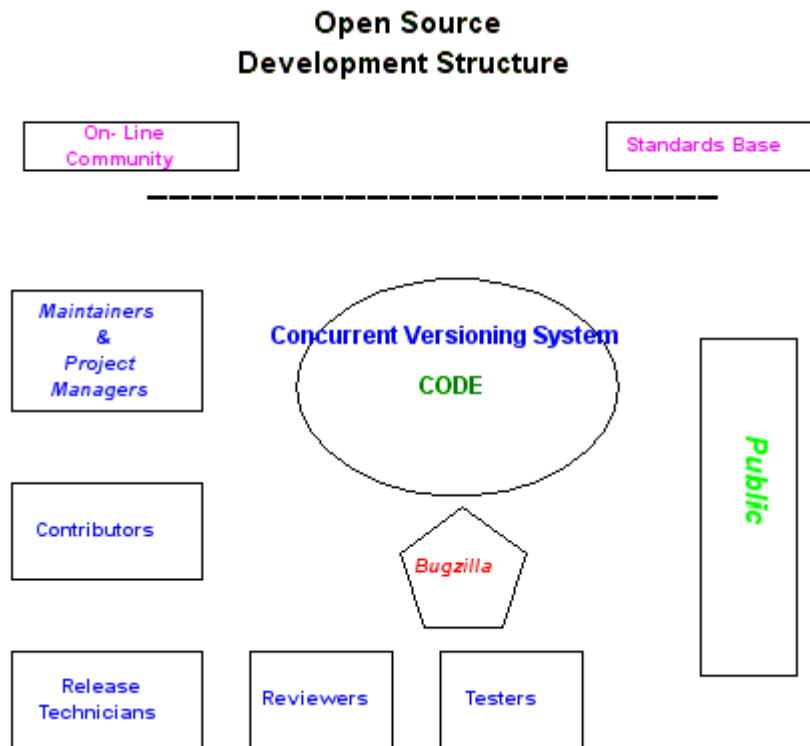 Open Source
Development Structure
On- Line
Community
Standards Base
Maintainers
&
Project
Managers
Concurrent Versioning System
CODE
Public
Contributors
Bugzilla
Release
Technicians
Reviewers
Testers